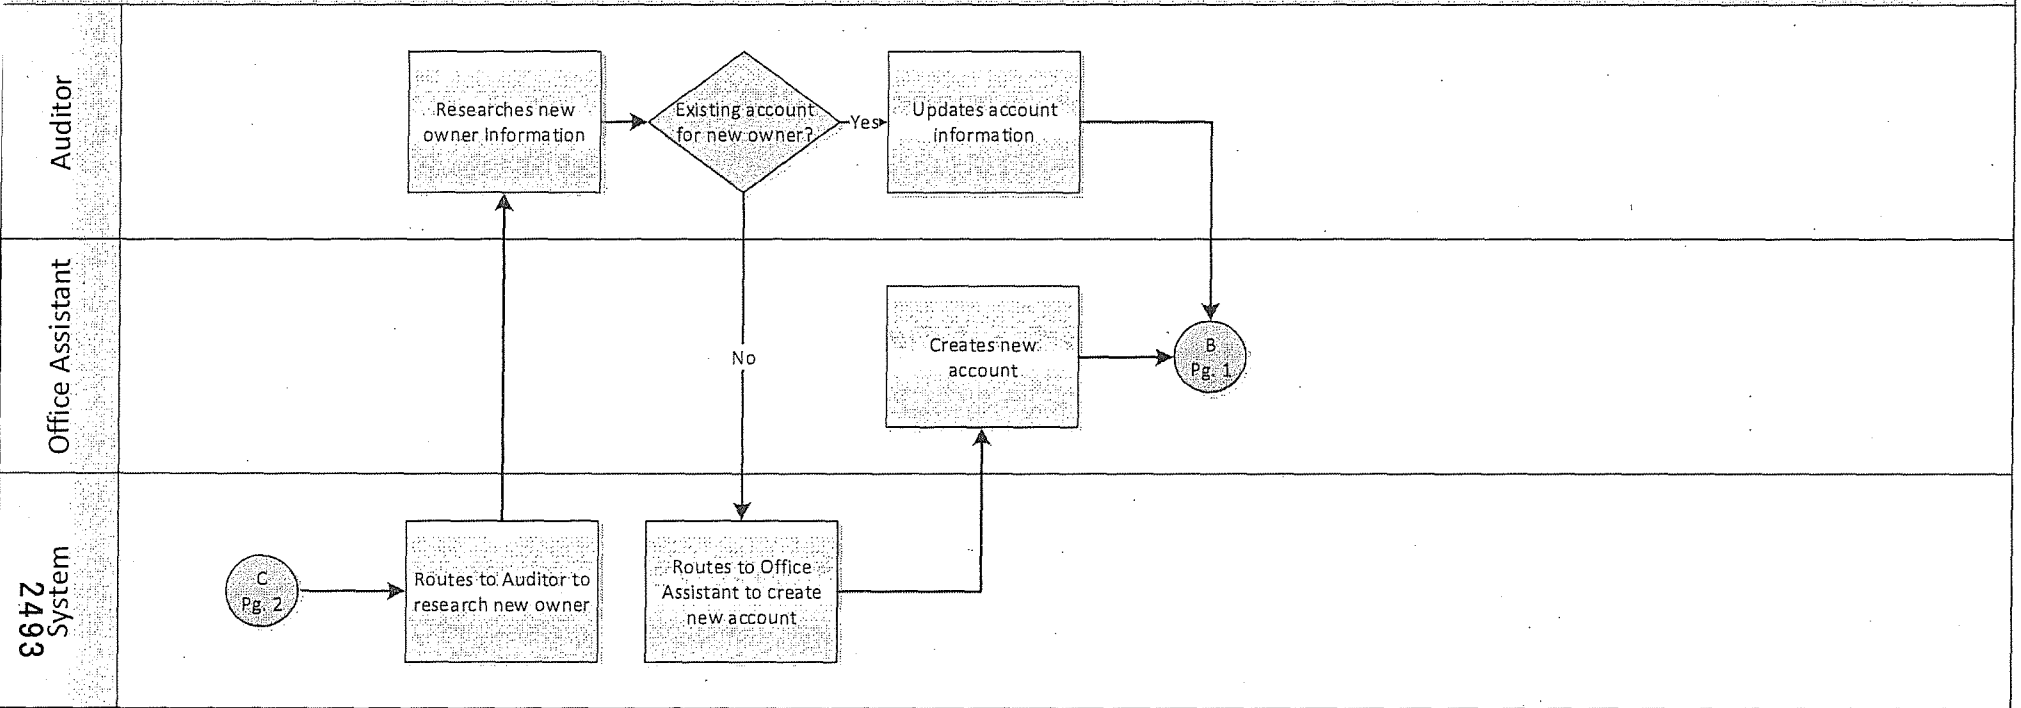 Auditor
Researches new
owner Information
Existing account
for new owner?
Yes
Updates account
information
Office Assistant
No
Creates new
account
B
Pg. 1
System
2493
C
Pg. 2
Routes to Auditor to
research new owner
Routes to Office
Assistant to create
new account